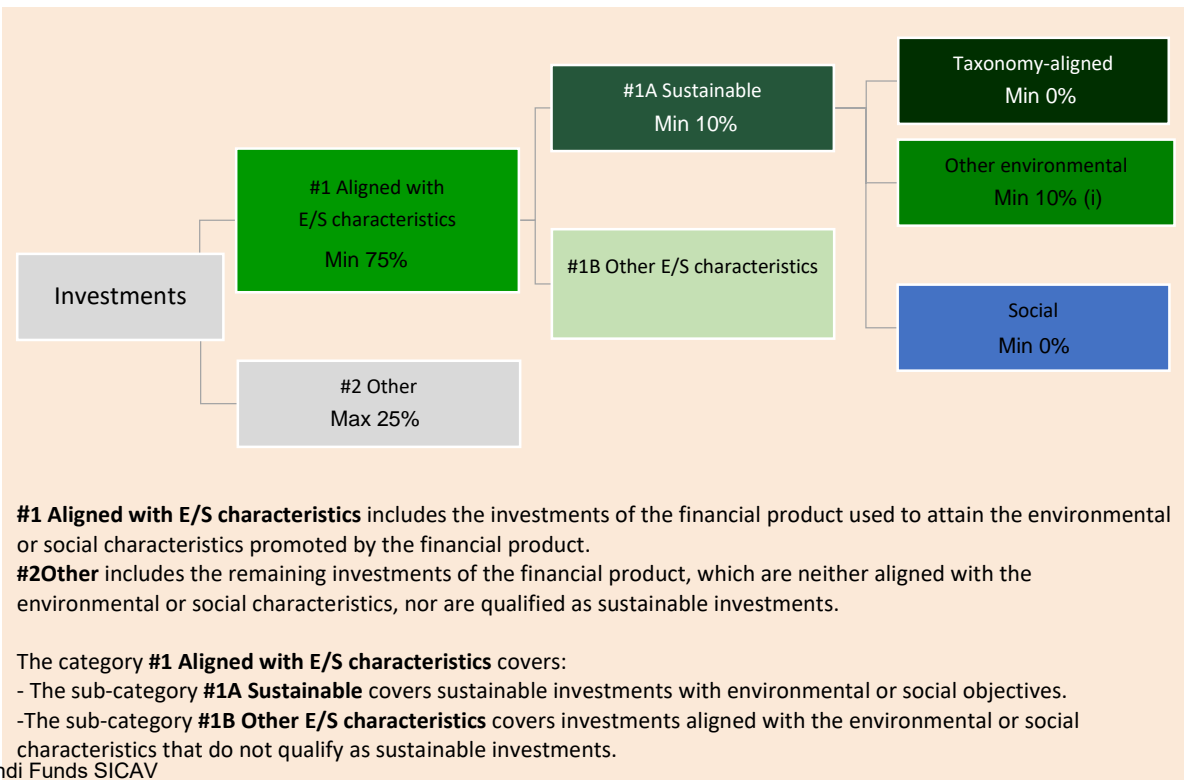 Taxonomy-aligned
Min 0%
#1A Sustainable
Min 10%
Other environmental
Min 10% (i)
#1 Aligned with
E/S characteristics
Min 75%
#1B Other E/S characteristics
Investments
Social
Min 0%
#2 Other
Max 25%
#1 Aligned with E/S characteristics includes the investments of the financial product used to attain the environmental
or social characteristics promoted by the financial product.
#2Other includes the remaining investments of the financial product, which are neither aligned with the
environmental or social characteristics, nor are qualified as sustainable investments.
The category #1 Aligned with E/S characteristics covers:
- The sub-category #1A Sustainable covers sustainable investments with environmental or social objectives.
-The sub-category #1B Other E/S characteristics covers investments aligned with the environmental or social
characteristics that do not qualify as sustainable investments.
ndi Funds SICAV